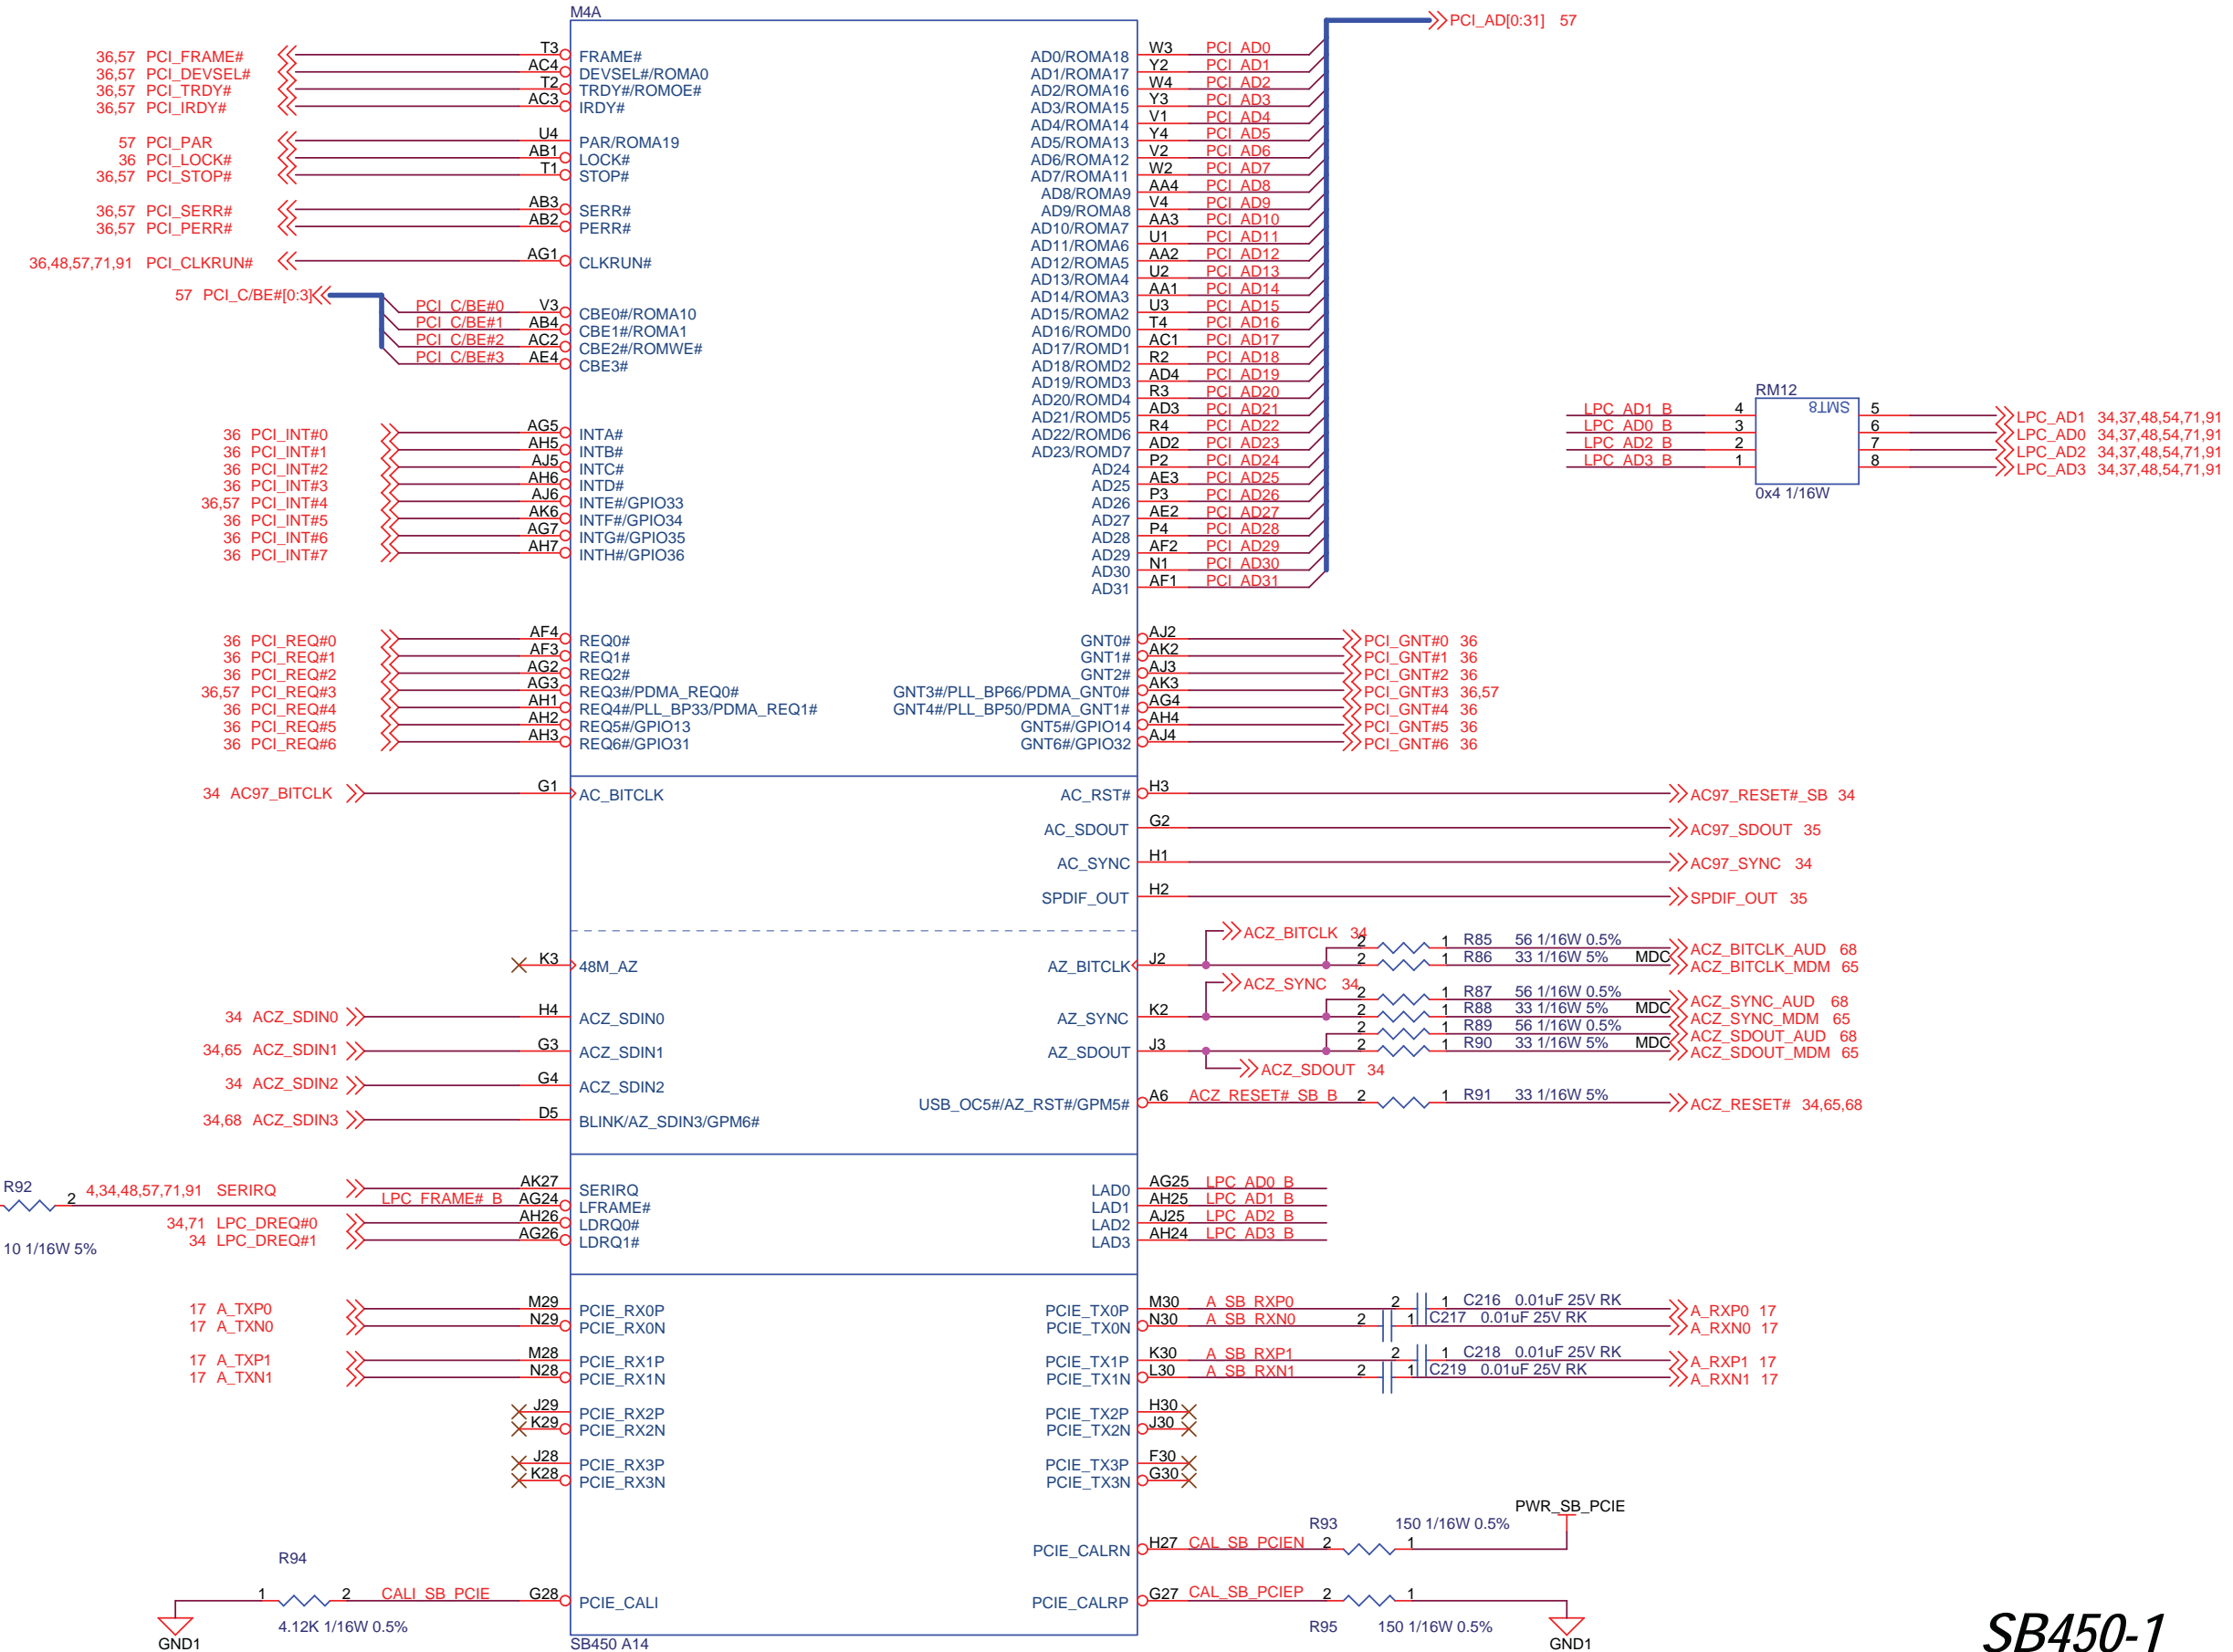 M4A
PCI_AD[0:31] 57
36,57 PCI_FRAME# T3 FRAME# AD0/ROMA18 W3 PCI_AD0
36,57 PCI_DEVSEL# AC4 DEVSEL#/ROMA0 AD1/ROMA17 Y2 PCI_AD1
36,57 PCI_TRDY# T2 TRDY#/ROMOE# AD2/ROMA16 W4 PCI_AD2
36,57 PCI_IRDY# AC3 IRDY# AD3/ROMA15 Y3 PCI_AD3
AD4/ROMA14 V1 PCI_AD4
57 PCI_PAR U4 PAR/ROMA19 AD5/ROMA13 Y4 PCI_AD5
36 PCI_LOCK# AB1 LOCK# AD6/ROMA12 V2 PCI_AD6
36,57 PCI_STOP# T1 STOP# AD7/ROMA11 W2 PCI_AD7
AD8/ROMA9 AA4 PCI_AD8
36,57 PCI_SERR# AB3 SERR# AD9/ROMA8 V4 PCI_AD9
36,57 PCI_PERR# AB2 PERR# AD10/ROMA7 AA3 PCI_AD10
AD11/ROMA6 U1 PCI_AD11
36,48,57,71,91 PCI_CLKRUN# AG1 CLKRUN# AD12/ROMA5 AA2 PCI_AD12
AD13/ROMA4 U2 PCI_AD13
57 PCI_C/BE#[0:3] AD14/ROMA3 AA1 PCI_AD14
PCI_C/BE#0 V3 CBE0#/ROMA10 AD15/ROMA2 U3 PCI_AD15
PCI_C/BE#1 AB4 CBE1#/ROMA1 AD16/ROMD0 T4 PCI_AD16
PCI_C/BE#2 AC2 CBE2#/ROMWE# AD17/ROMD1 AC1 PCI_AD17
PCI_C/BE#3 AE4 CBE3# AD18/ROMD2 R2 PCI_AD18
AD19/ROMD3 AD4 PCI_AD19
AD20/ROMD4 R3 PCI_AD20
AD21/ROMD5 AD3 PCI_AD21
36 PCI_INT#0 AG5 INTA# AD22/ROMD6 R4 PCI_AD22
36 PCI_INT#1 AH5 INTB# AD23/ROMD7 AD2 PCI_AD23
36 PCI_INT#2 AJ5 INTC# AD24 P2 PCI_AD24
36 PCI_INT#3 AH6 INTD# AD25 AE3 PCI_AD25
36,57 PCI_INT#4 AJ6 INTE#/GPIO33 AD26 P3 PCI_AD26
36 PCI_INT#5 AK6 INTF#/GPIO34 AD27 AE2 PCI_AD27
36 PCI_INT#6 AG7 INTG#/GPIO35 AD28 P4 PCI_AD28
36 PCI_INT#7 AH7 INTH#/GPIO36 AD29 AF2 PCI_AD29
AD30 N1 PCI_AD30
AD31 AF1 PCI_AD31
RM12
SMT8
LPC_AD1_B 4 5 LPC_AD1 34,37,48,54,71,91
LPC_AD0_B 3 6 LPC_AD0 34,37,48,54,71,91
LPC_AD2_B 2 7 LPC_AD2 34,37,48,54,71,91
LPC_AD3_B 1 8 LPC_AD3 34,37,48,54,71,91
0x4 1/16W
36 PCI_REQ#0 AF4 REQ0# GNT0# AJ2 PCI_GNT#0 36
36 PCI_REQ#1 AF3 REQ1# GNT1# AK2 PCI_GNT#1 36
36 PCI_REQ#2 AG2 REQ2# GNT2# AJ3 PCI_GNT#2 36
36,57 PCI_REQ#3 AG3 REQ3#/PDMA_REQ0# GNT3#/PLL_BP66/PDMA_GNT0# AK3 PCI_GNT#3 36,57
36 PCI_REQ#4 AH1 REQ4#/PLL_BP33/PDMA_REQ1# GNT4#/PLL_BP50/PDMA_GNT1# AG4 PCI_GNT#4 36
36 PCI_REQ#5 AH2 REQ5#/GPIO13 GNT5#/GPIO14 AH4 PCI_GNT#5 36
36 PCI_REQ#6 AH3 REQ6#/GPIO31 GNT6#/GPIO32 AJ4 PCI_GNT#6 36
34 AC97_BITCLK G1 AC_BITCLK AC_RST# H3 AC97_RESET#_SB 34
AC_SDOUT G2 AC97_SDOUT 35
AC_SYNC H1 AC97_SYNC 34
SPDIF_OUT H2 SPDIF_OUT 35
ACZ_BITCLK 34
2 1 R85 56 1/16W 0.5% ACZ_BITCLK_AUD 68
K3 48M_AZ AZ_BITCLK J2 2 1 R86 33 1/16W 5% MDC ACZ_BITCLK_MDM 65
ACZ_SYNC 34
2 1 R87 56 1/16W 0.5% ACZ_SYNC_AUD 68
34 ACZ_SDIN0 H4 ACZ_SDIN0 AZ_SYNC K2 2 1 R88 33 1/16W 5% MDC ACZ_SYNC_MDM 65
2 1 R89 56 1/16W 0.5% ACZ_SDOUT_AUD 68
34,65 ACZ_SDIN1 G3 ACZ_SDIN1 AZ_SDOUT J3 2 1 R90 33 1/16W 5% MDC ACZ_SDOUT_MDM 65
ACZ_SDOUT 34
34 ACZ_SDIN2 G4 ACZ_SDIN2
USB_OC5#/AZ_RST#/GPM5# A6 ACZ_RESET#_SB_B 2 1 R91 33 1/16W 5% ACZ_RESET# 34,65,68
34,68 ACZ_SDIN3 D5 BLINK/AZ_SDIN3/GPM6#
4,34,48,57,71,91 SERIRQ AK27 SERIRQ LAD0 AG25 LPC_AD0_B
R92 2 LPC_FRAME#_B AG24 LFRAME# LAD1 AH25 LPC_AD1_B
34,71 LPC_DREQ#0 AH26 LDRQ0# LAD2 AJ25 LPC_AD2_B
34 LPC_DREQ#1 AG26 LDRQ1# LAD3 AH24 LPC_AD3_B
10 1/16W 5%
17 A_TXP0 M29 PCIE_RX0P PCIE_TX0P M30 A_SB_RXP0 2 1 C216 0.01uF 25V RK A_RXP0 17
17 A_TXN0 N29 PCIE_RX0N PCIE_TX0N N30 A_SB_RXN0 2 1 C217 0.01uF 25V RK A_RXN0 17
17 A_TXP1 M28 PCIE_RX1P PCIE_TX1P K30 A_SB_RXP1 2 1 C218 0.01uF 25V RK A_RXP1 17
17 A_TXN1 N28 PCIE_RX1N PCIE_TX1N L30 A_SB_RXN1 2 1 C219 0.01uF 25V RK A_RXN1 17
J29 PCIE_RX2P PCIE_TX2P H30
K29 PCIE_RX2N PCIE_TX2N J30
J28 PCIE_RX3P PCIE_TX3P F30
K28 PCIE_RX3N PCIE_TX3N G30
PWR_SB_PCIE
R93 150 1/16W 0.5%
PCIE_CALRN H27 CAL_SB_PCIEN 2 1
R94
1 2 CALI_SB_PCIE G28 PCIE_CALI PCIE_CALRP G27 CAL_SB_PCIEP 2 1
4.12K 1/16W 0.5% R95 150 1/16W 0.5%
GND1 SB450 A14 GND1
SB450-1